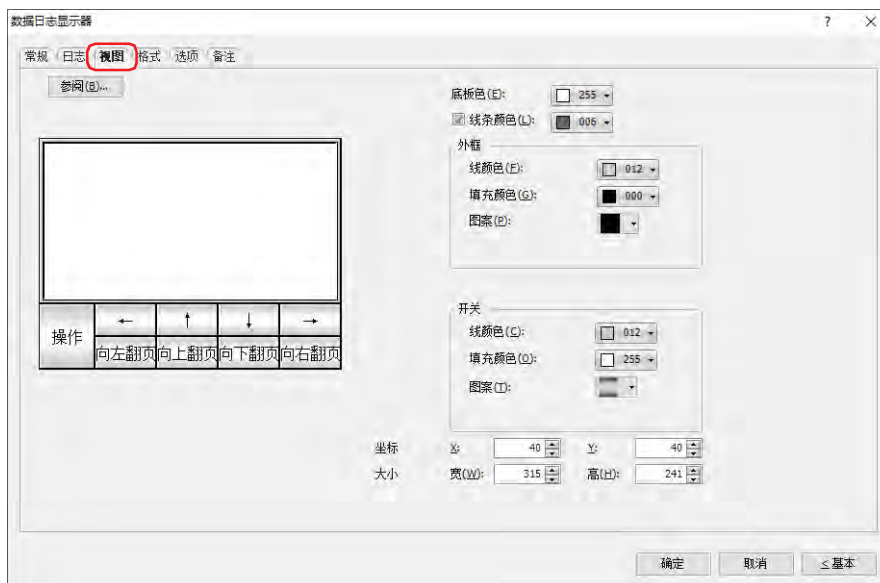 数据日志显示器 ? ×
常规 日志 视图 格式 选项 备注
参阅(B)...
底板色(E): 255
线条颜色(L): 006
外框
线颜色(F): 012
填充颜色(G): 000
图案(P):
操作 ← ↑ ↓ →
向左翻页 向上翻页 向下翻页 向右翻页
开关
线颜色(C): 012
填充颜色(O): 255
图案(T):
坐标 X: 40 Y: 40
大小 宽(W): 315 高(H): 241
确定 取消 ≤基本